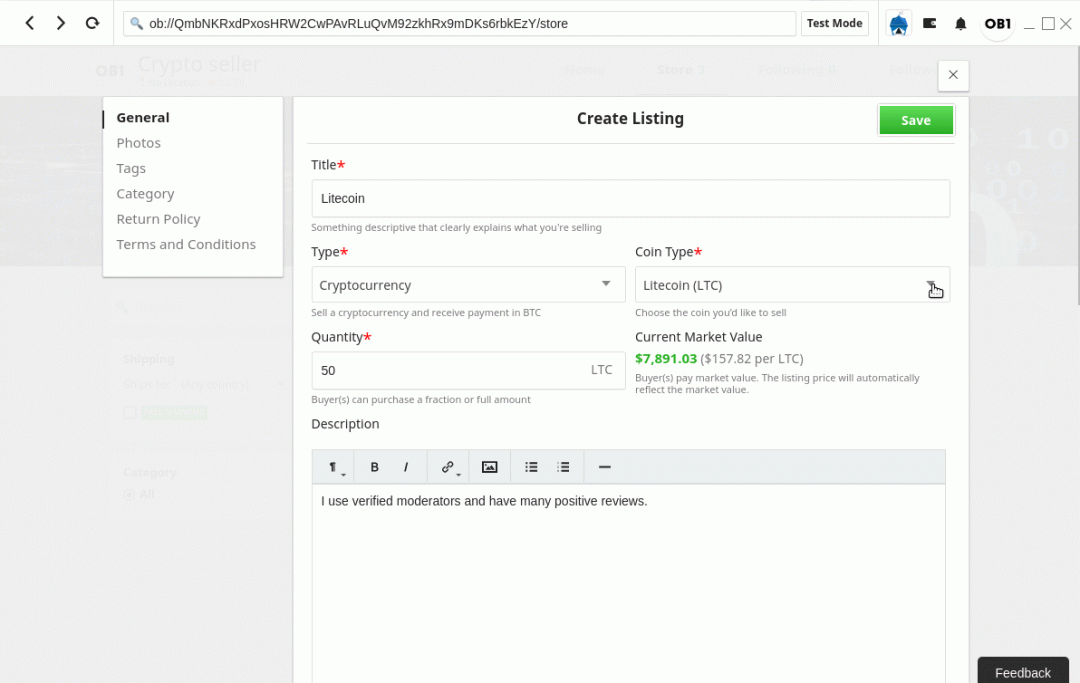 ob://QmbNKRxdPxosHRW2CwPAvRLuQvM92zkhRx9mDKs6rbkEzY/store
Test Mode
OB1
OB1 Crypto seller
Home Store Following Follow
General
Photos
Tags
Category
Return Policy
Terms and Conditions
Create Listing
Save
Title*
Litecoin
Something descriptive that clearly explains what you're selling
Type* Coin Type*
Cryptocurrency Litecoin (LTC)
Sell a cryptocurrency and receive payment in BTC Choose the coin you'd like to sell
Quantity* Current Market Value
50 LTC $7,891.03 ($157.82 per LTC)
Buyer(s) pay market value. The listing price will automatically
reflect the market value.
Buyer(s) can purchase a fraction or full amount
Description
B I
I use verified moderators and have many positive reviews.
Shipping
Category
All
Feedback